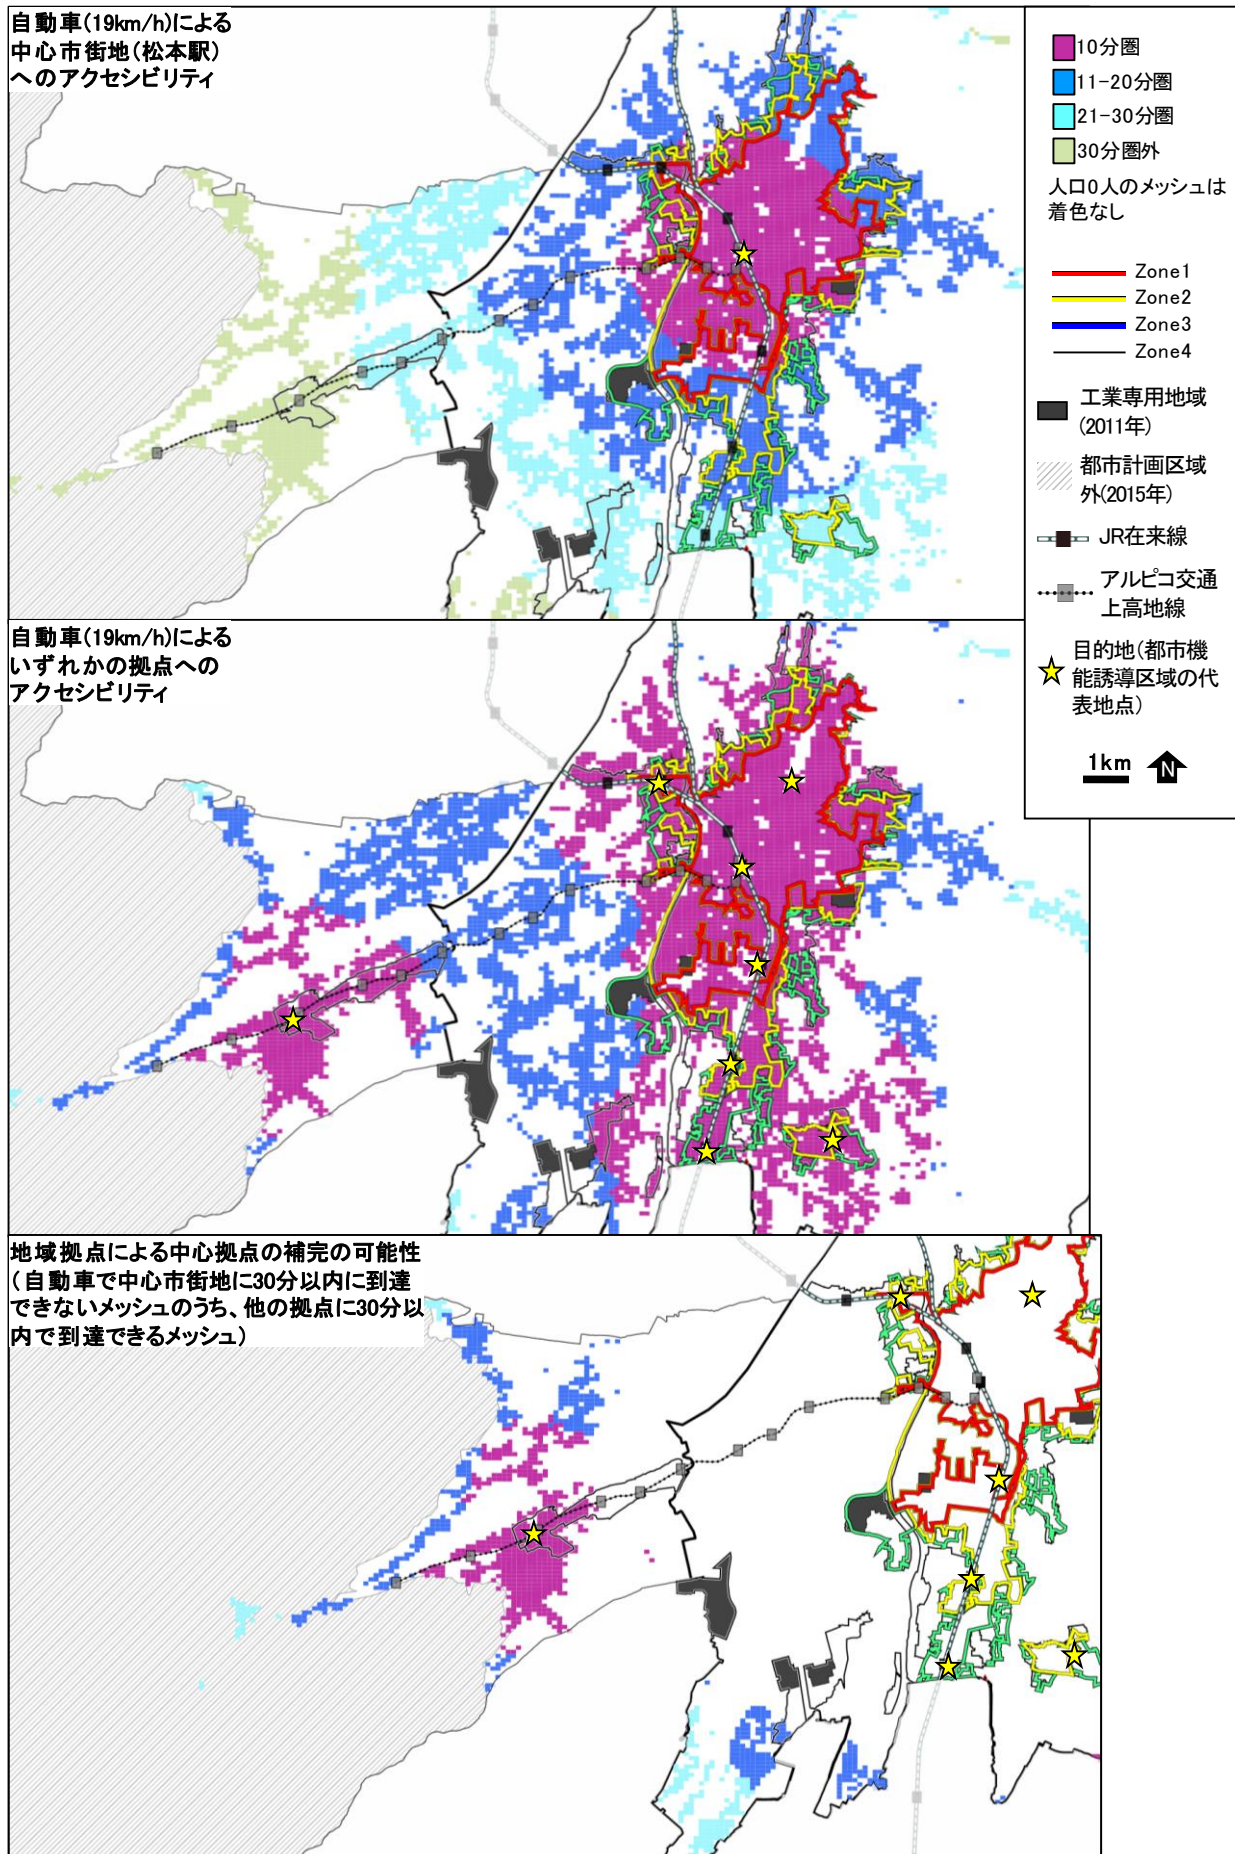 自動車(19km/h)による
中心市街地(松本駅)
へのアクセシビリティ
10分圏
11-20分圏
21-30分圏
30分圏外
人口0人のメッシュは
着色なし
Zone1
Zone2
Zone3
Zone4
工業専用地域
(2011年)
都市計画区域
外(2015年)
JR在来線
アルピコ交通
上高地線
目的地(都市機
能誘導区域の代
表地点)
1km
N
自動車(19km/h)による
いずれかの拠点への
アクセシビリティ
地域拠点による中心拠点の補完の可能性
(自動車で中心市街地に30分以内に到達
できないメッシュのうち、他の拠点に30分以
内で到達できるメッシュ)